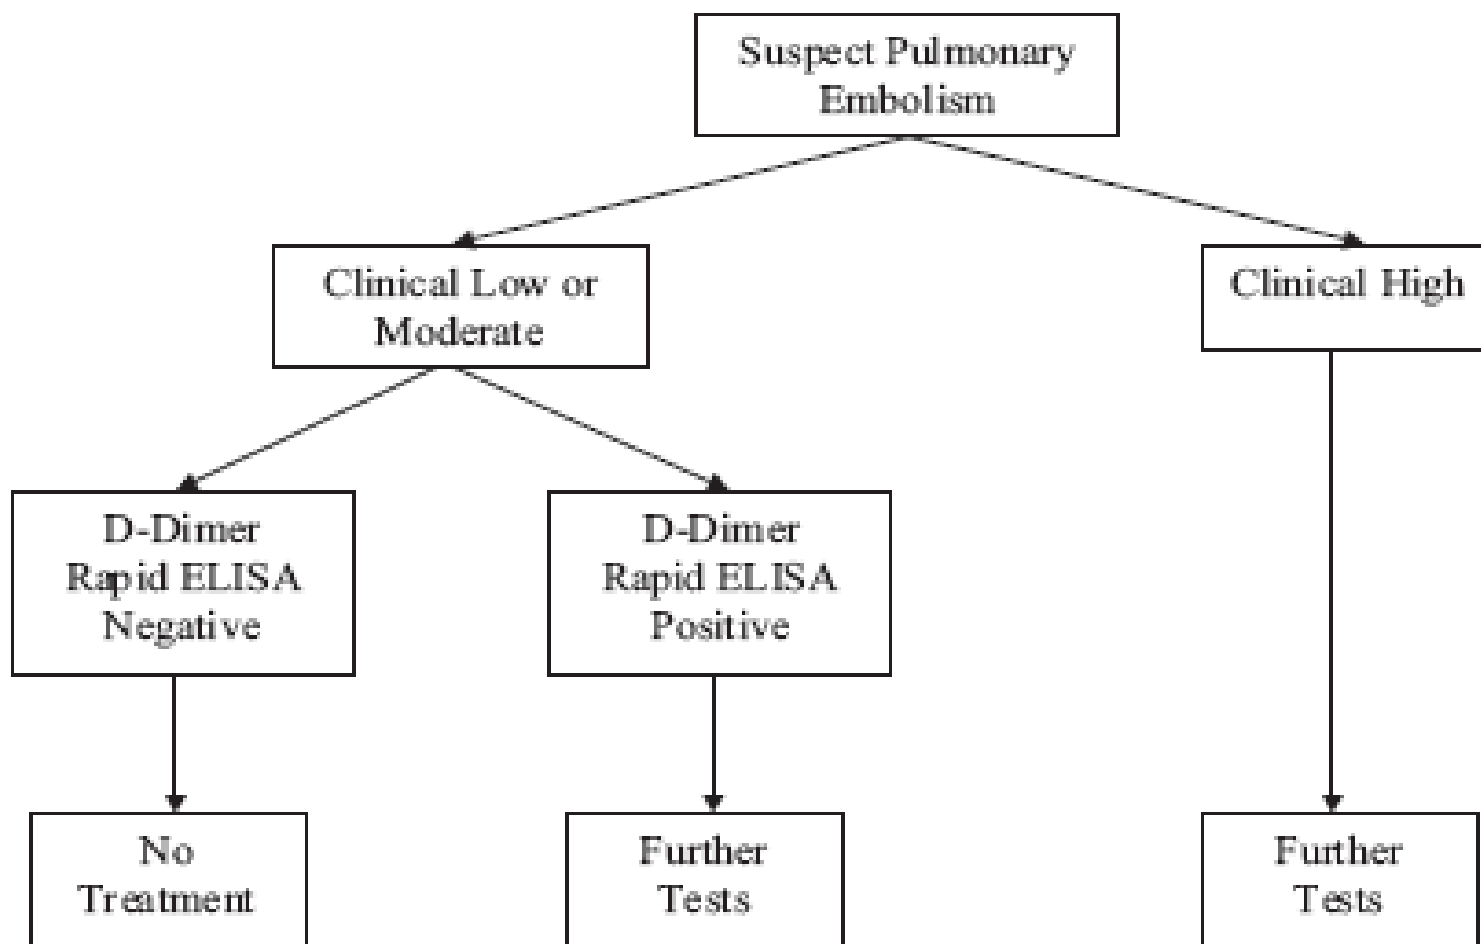 Suspect Pulmonary
Embolism
Clinical Low or
Moderate
Clinical High
D-Dimer
Rapid ELISA
Negative
D-Dimer
Rapid ELISA
Positive
No
Treatment
Further
Tests
Further
Tests